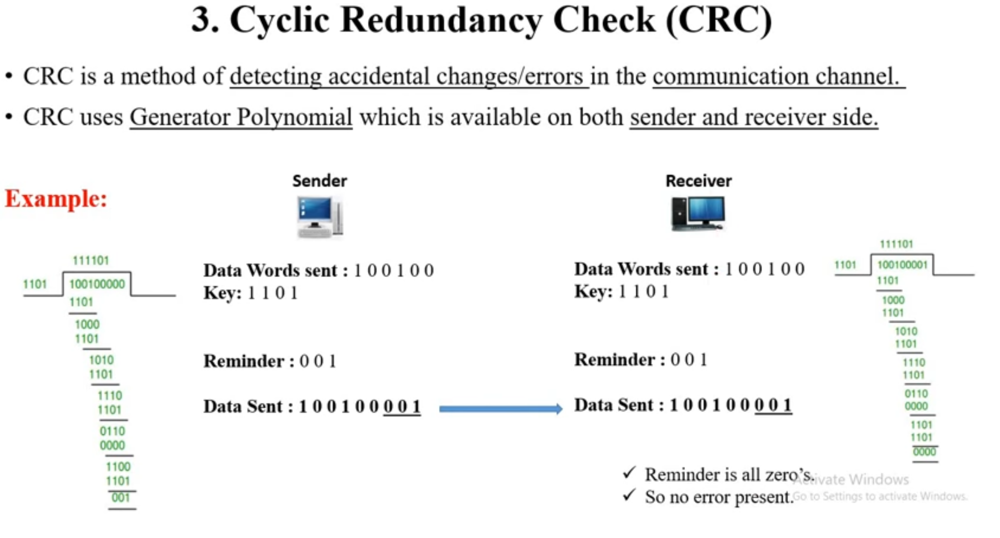 3. Cyclic Redundancy Check (CRC)
• CRC is a method of detecting accidental changes/errors in the communication channel.
• CRC uses Generator Polynomial which is available on both sender and receiver side.
Example:
Sender
Receiver
111101
1101 100100000
1101
1000
1101
1010
1101
1110
1101
0110
0000
1100
1101
001
Data Words sent : 1 0 0 1 0 0
Key: 1 1 0 1
Reminder : 0 0 1
Data Sent : 1 0 0 1 0 0 0 0 1
Data Words sent : 1 0 0 1 0 0
Key: 1 1 0 1
Reminder : 0 0 1
Data Sent : 1 0 0 1 0 0 0 0 1
✓ Reminder is all zero's.
✓ So no error present.
111101
1101 100100001
1101
1000
1101
1010
1101
1110
1101
0110
0000
1101
1101
0000
Activate Windows
Go to Settings to activate Windows.